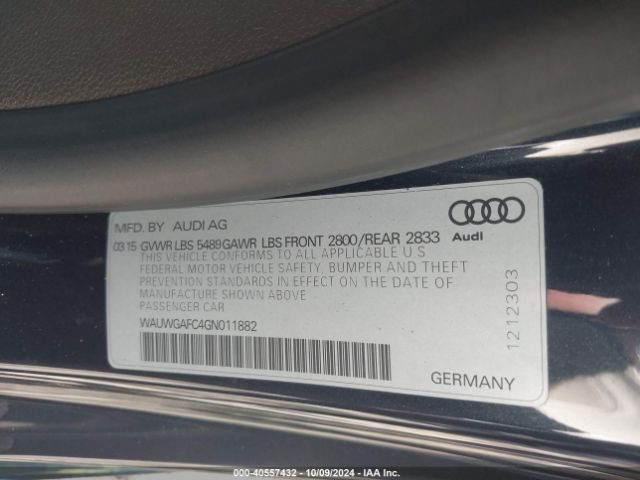 MFD. BY AUDI AG
0315 GVWR LBS 5489 GAWR LBS FRONT 2800/REAR 2833
Audi
THIS VEHICLE CONFORMS TO ALL APPLICABLE U.S
FEDERAL MOTOR VEHICLE SAFETY, BUMPER AND THEFT
PREVENTION STANDARDS IN EFFECT ON THE DATE OF
MANUFACTURE SHOWN ABOVE
PASSENGER CAR
WAUWGAFC4GN011882
1212303
GERMANY
000-40557432 - 10/09/2024 - IAA Inc.